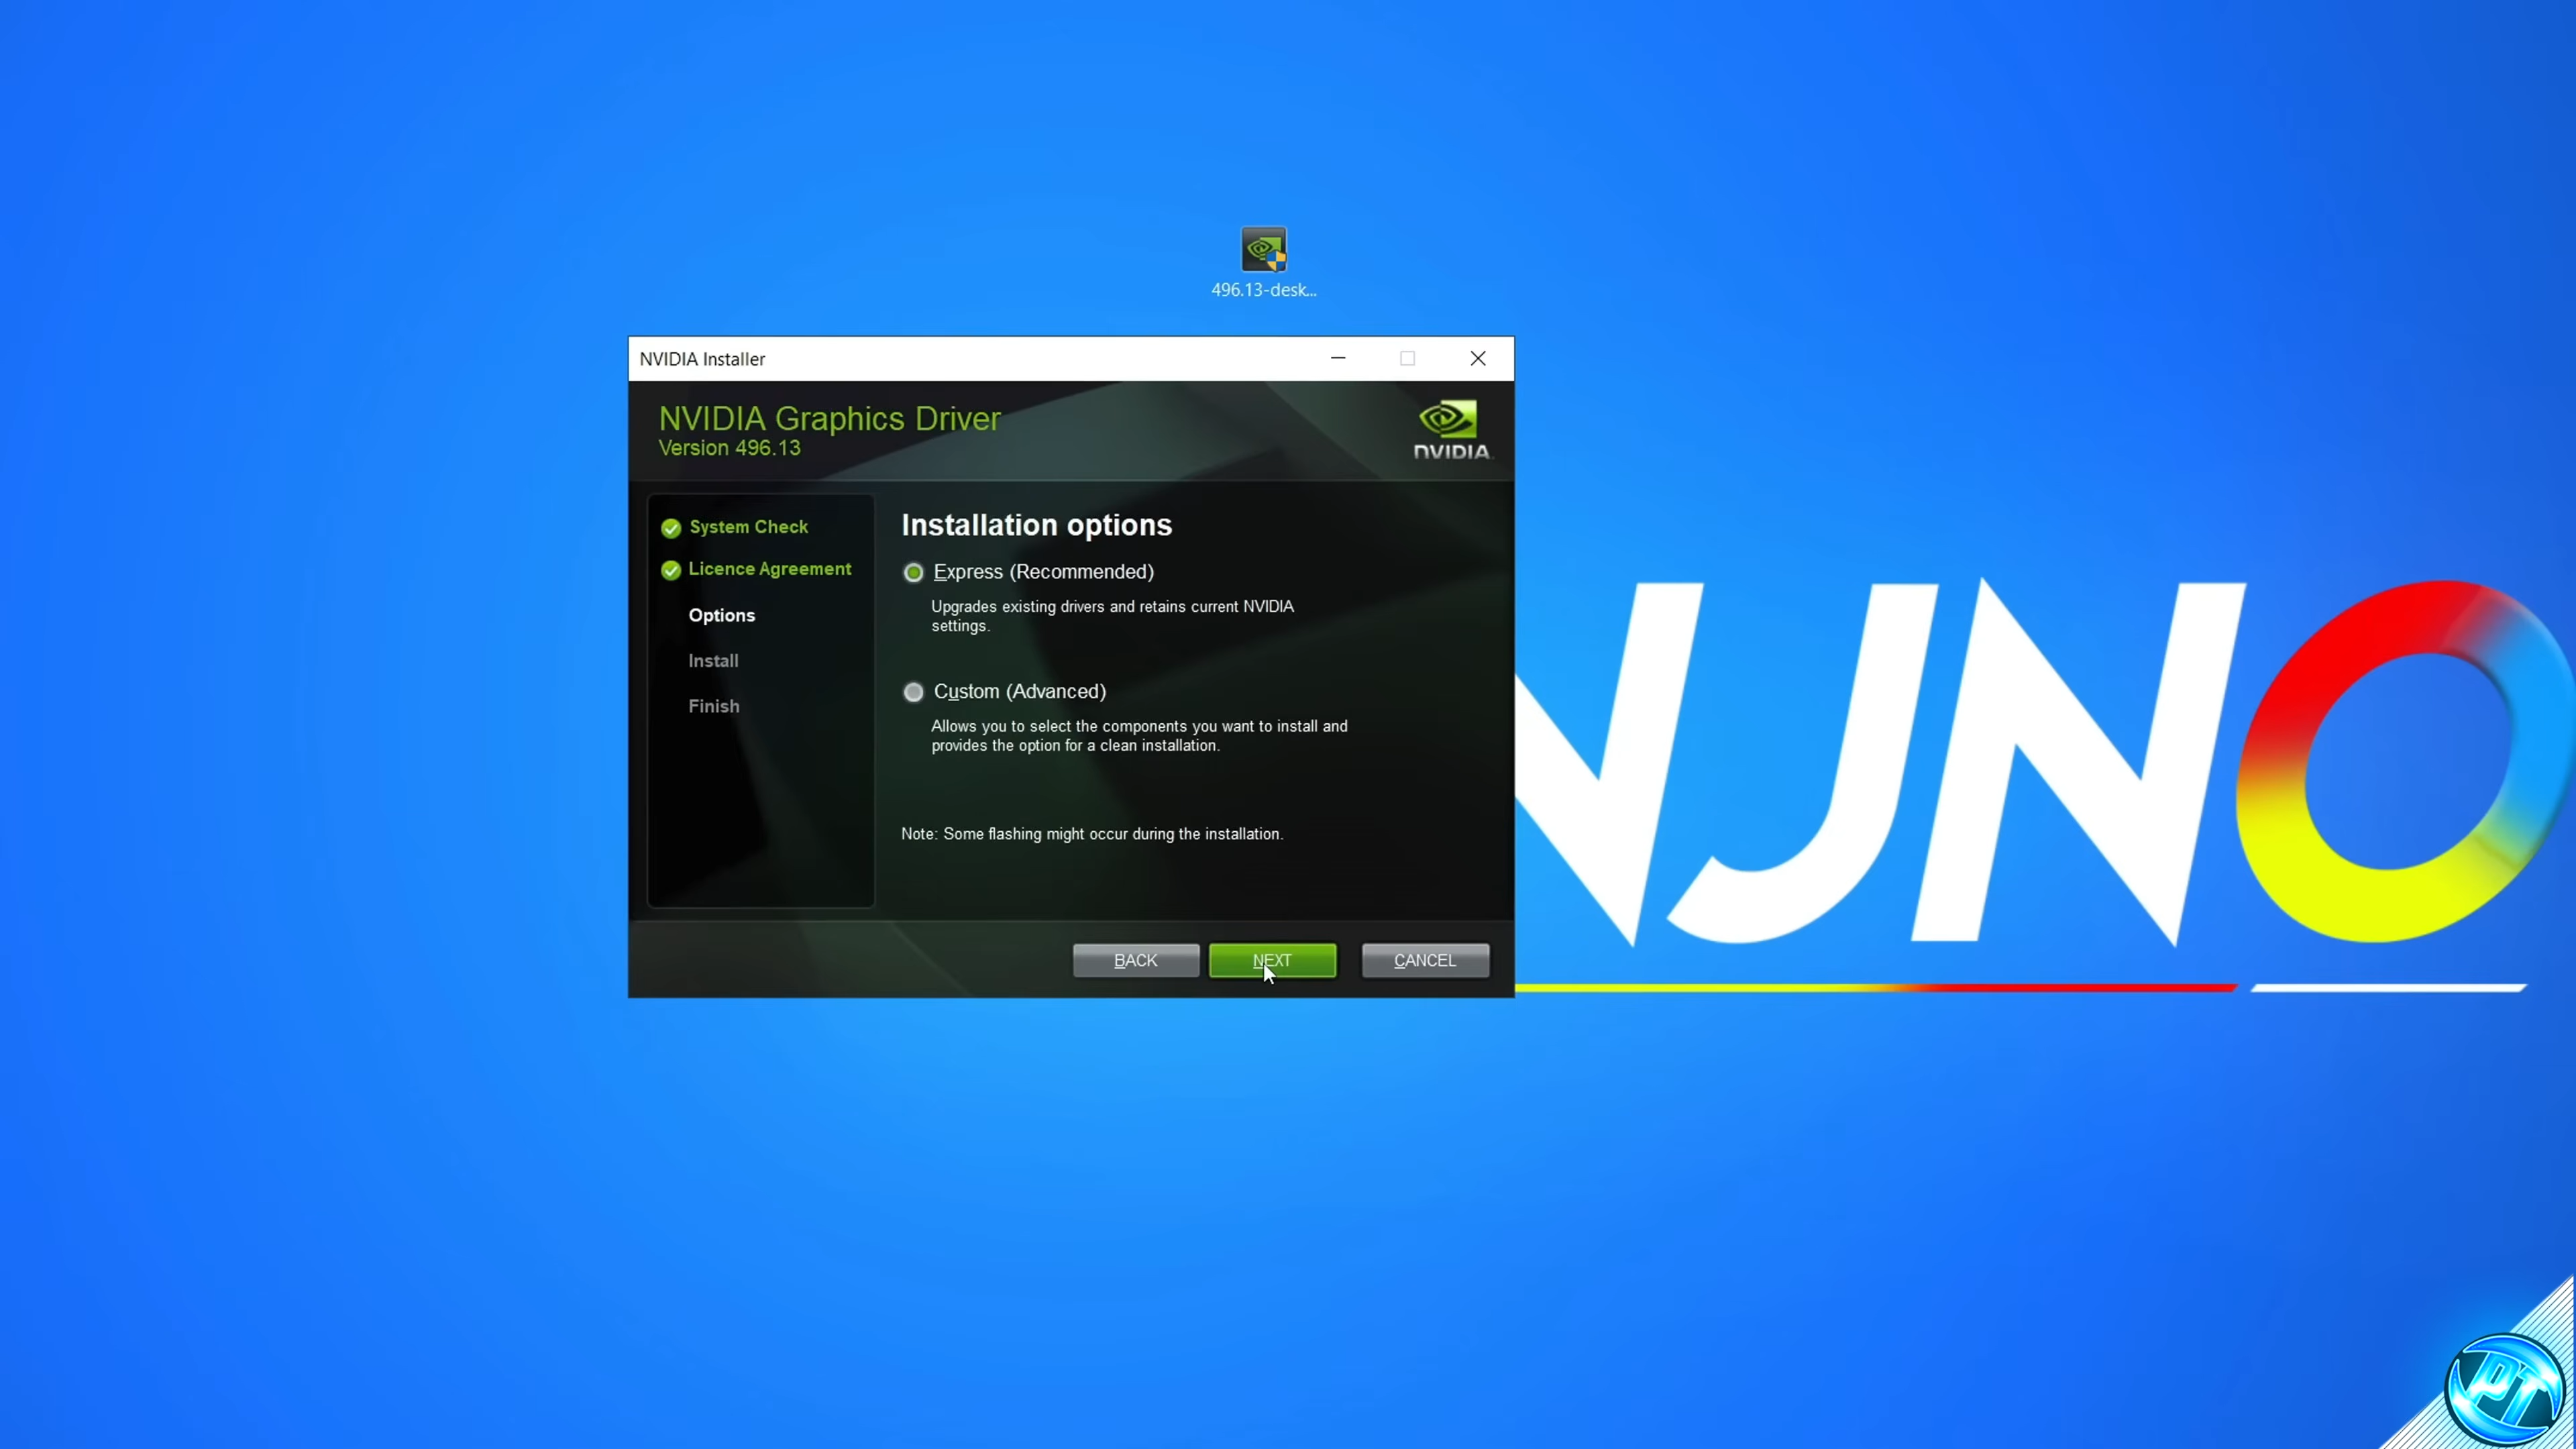 496.13-desk...
NVIDIA Installer
NVIDIA Graphics Driver
Version 496.13
NVIDIA
System Check
Licence Agreement
Options
Install
Finish
Installation options
Express (Recommended)
Upgrades existing drivers and retains current NVIDIA
settings.
Custom (Advanced)
Allows you to select the components you want to install and
provides the option for a clean installation.
Note: Some flashing might occur during the installation.
BACK
NEXT
CANCEL
NJNO
PT